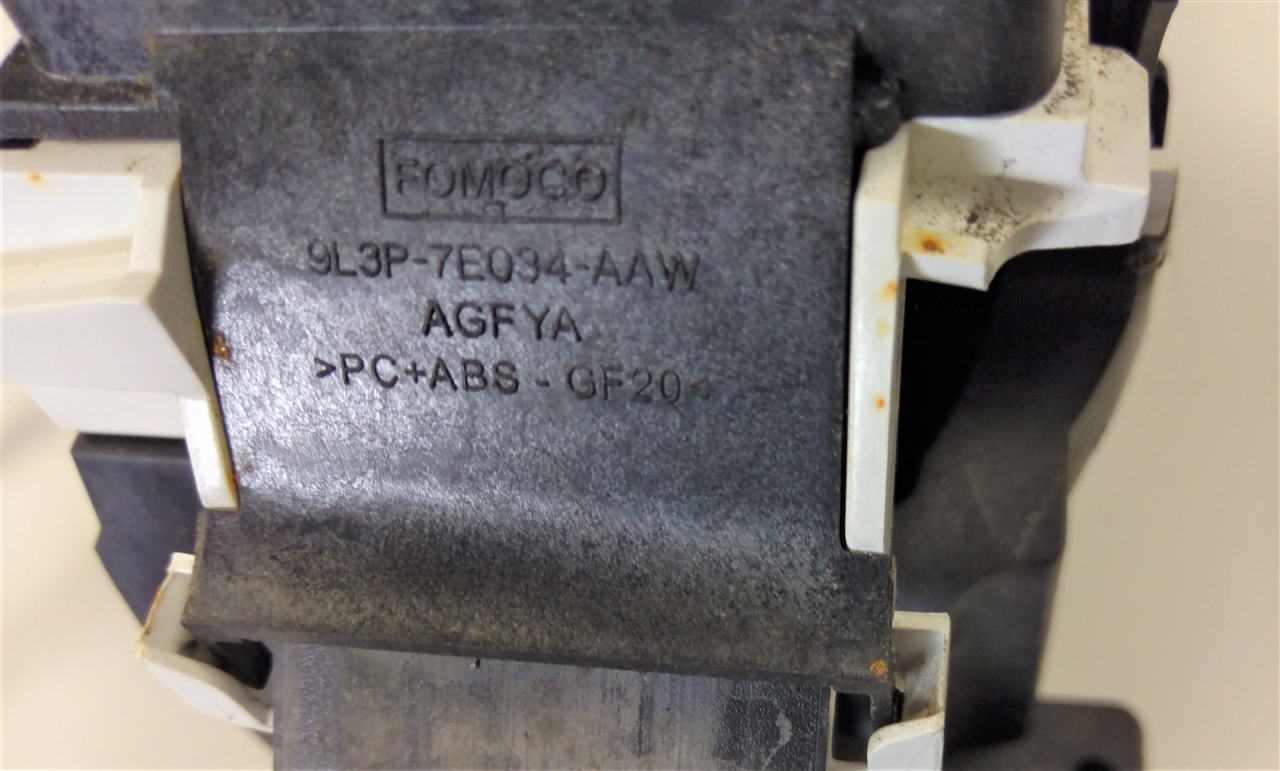 FOMOCO
9L3P-7E034-AAW
AGFYA
>PC+ABS - GF20<